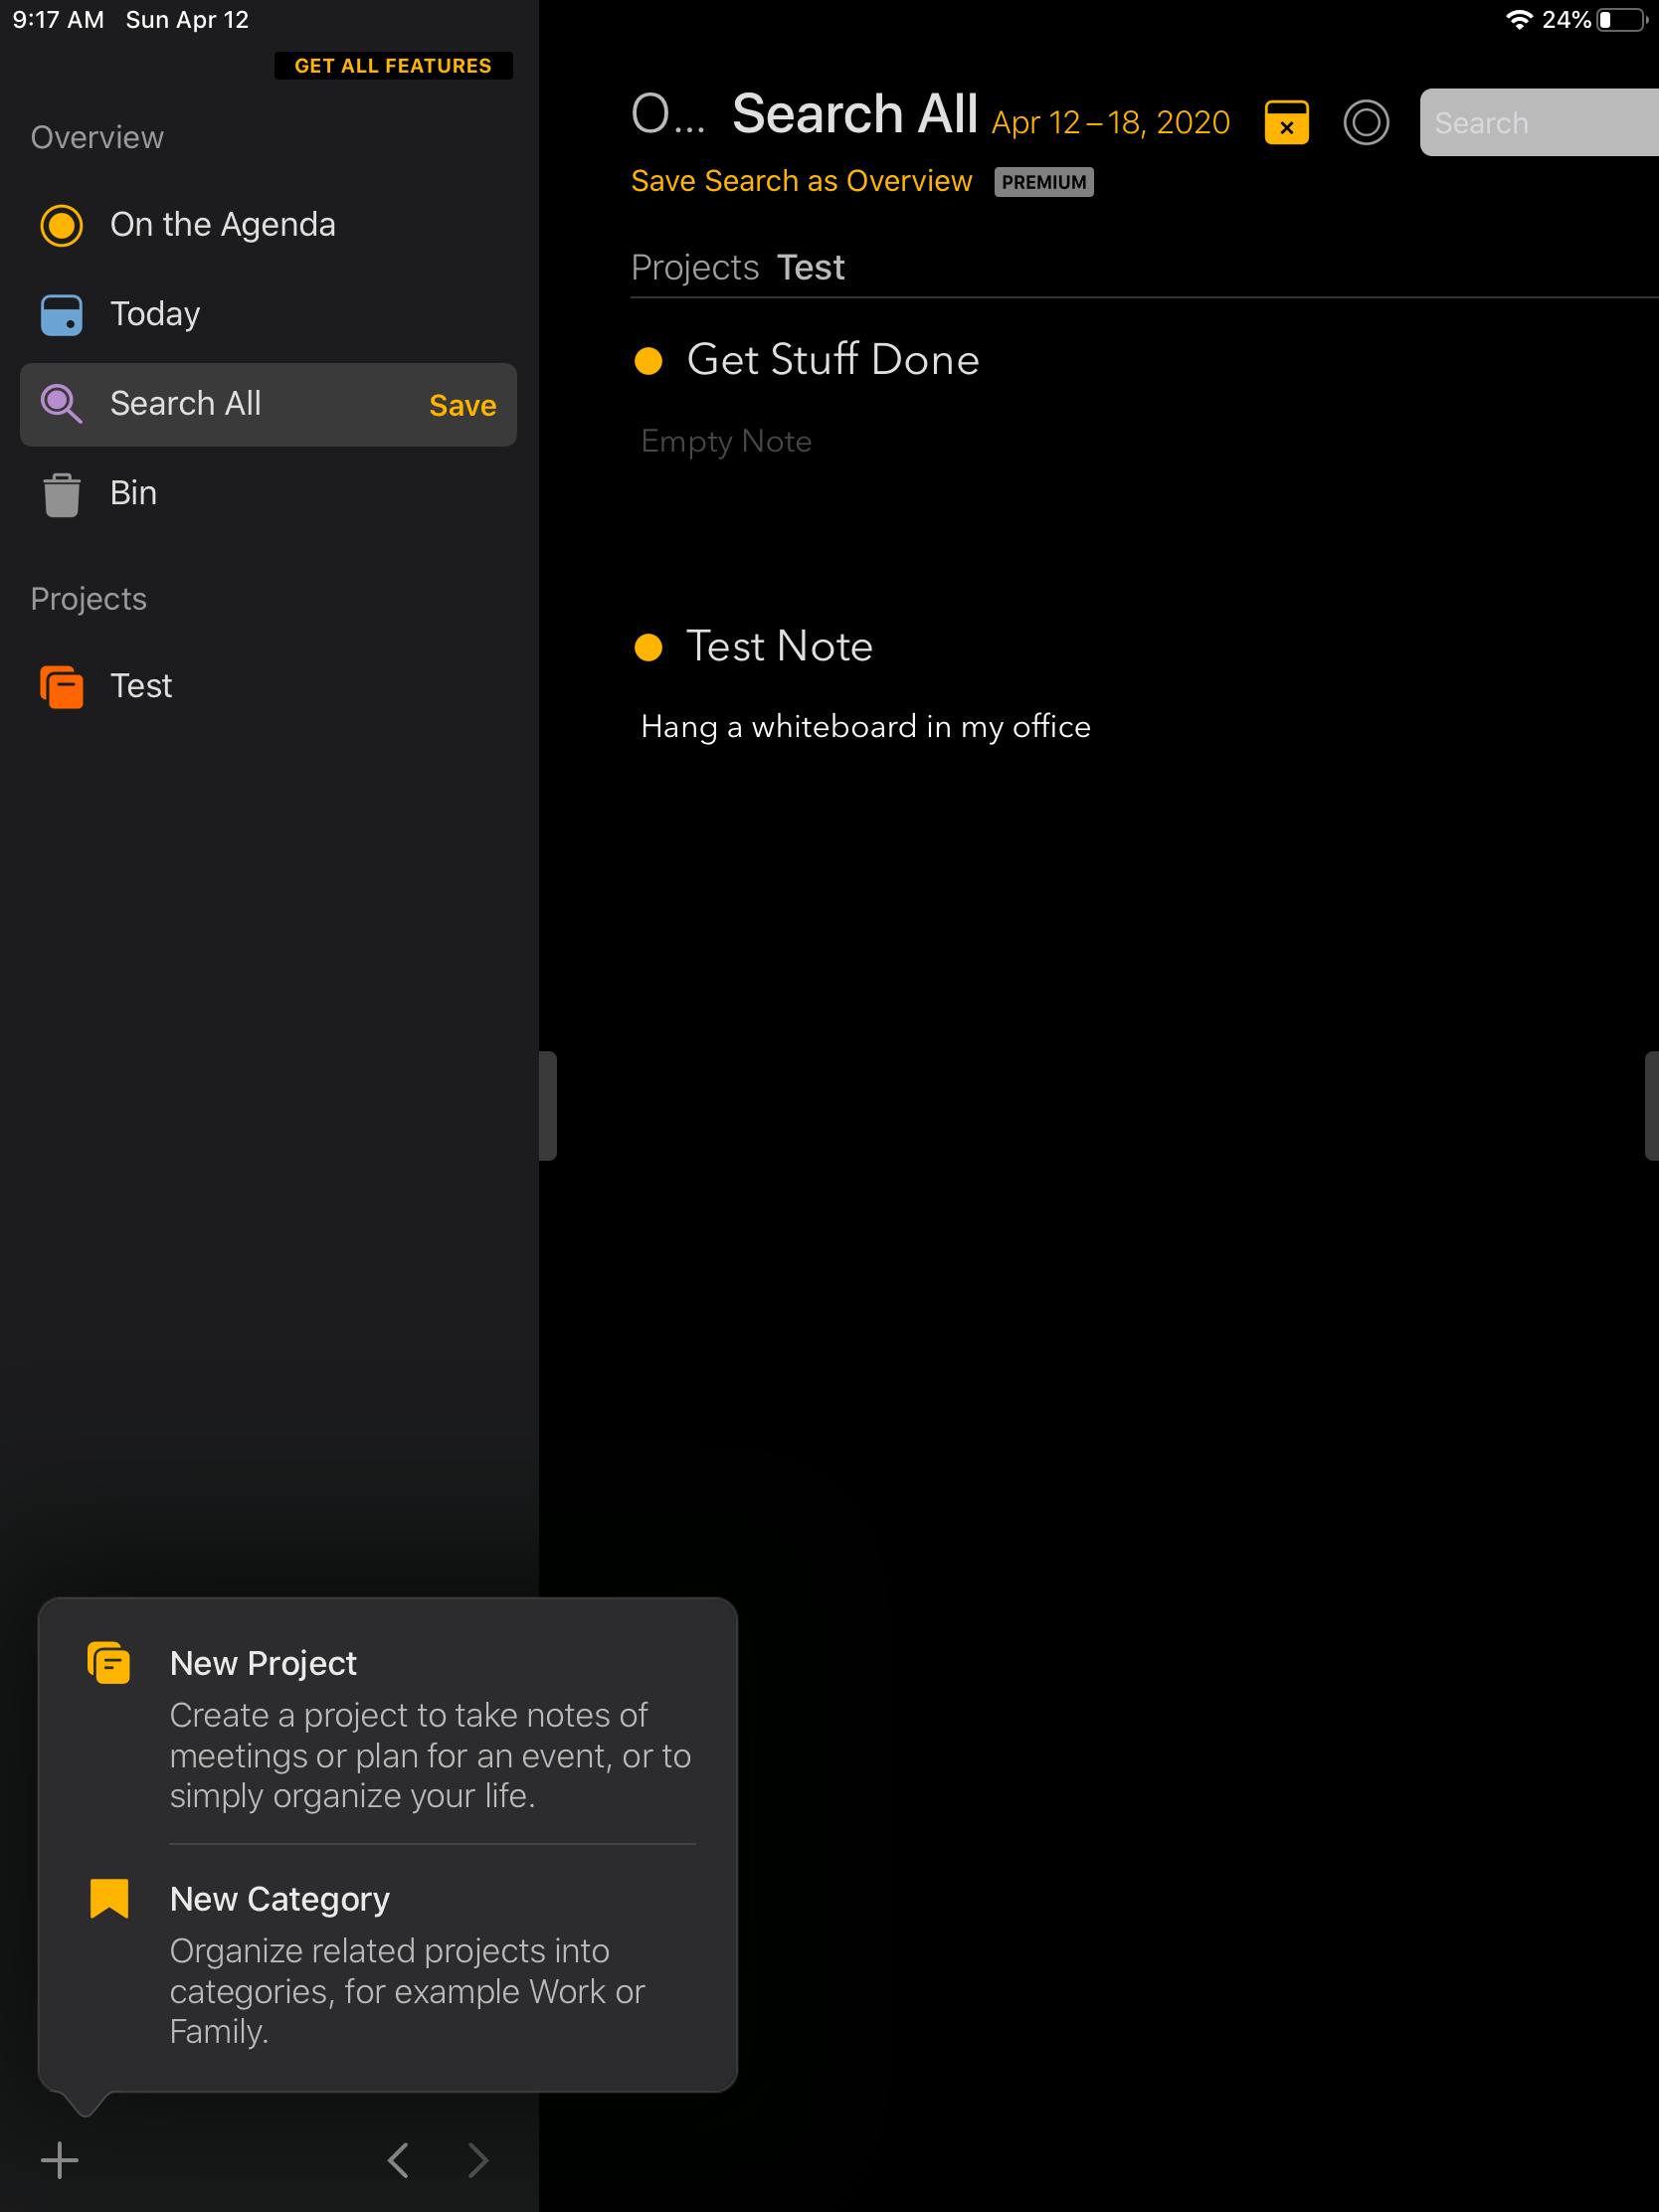 9:17 AM Sun Apr 12
24%
GET ALL FEATURES
Overview
On the Agenda
Today
Search All Save
Bin
Projects
Test
O... Search All Apr 12–18, 2020
Search
Save Search as Overview PREMIUM
Projects Test
Get Stuff Done
Empty Note
Test Note
Hang a whiteboard in my office
New Project
Create a project to take notes of
meetings or plan for an event, or to
simply organize your life.
New Category
Organize related projects into
categories, for example Work or
Family.